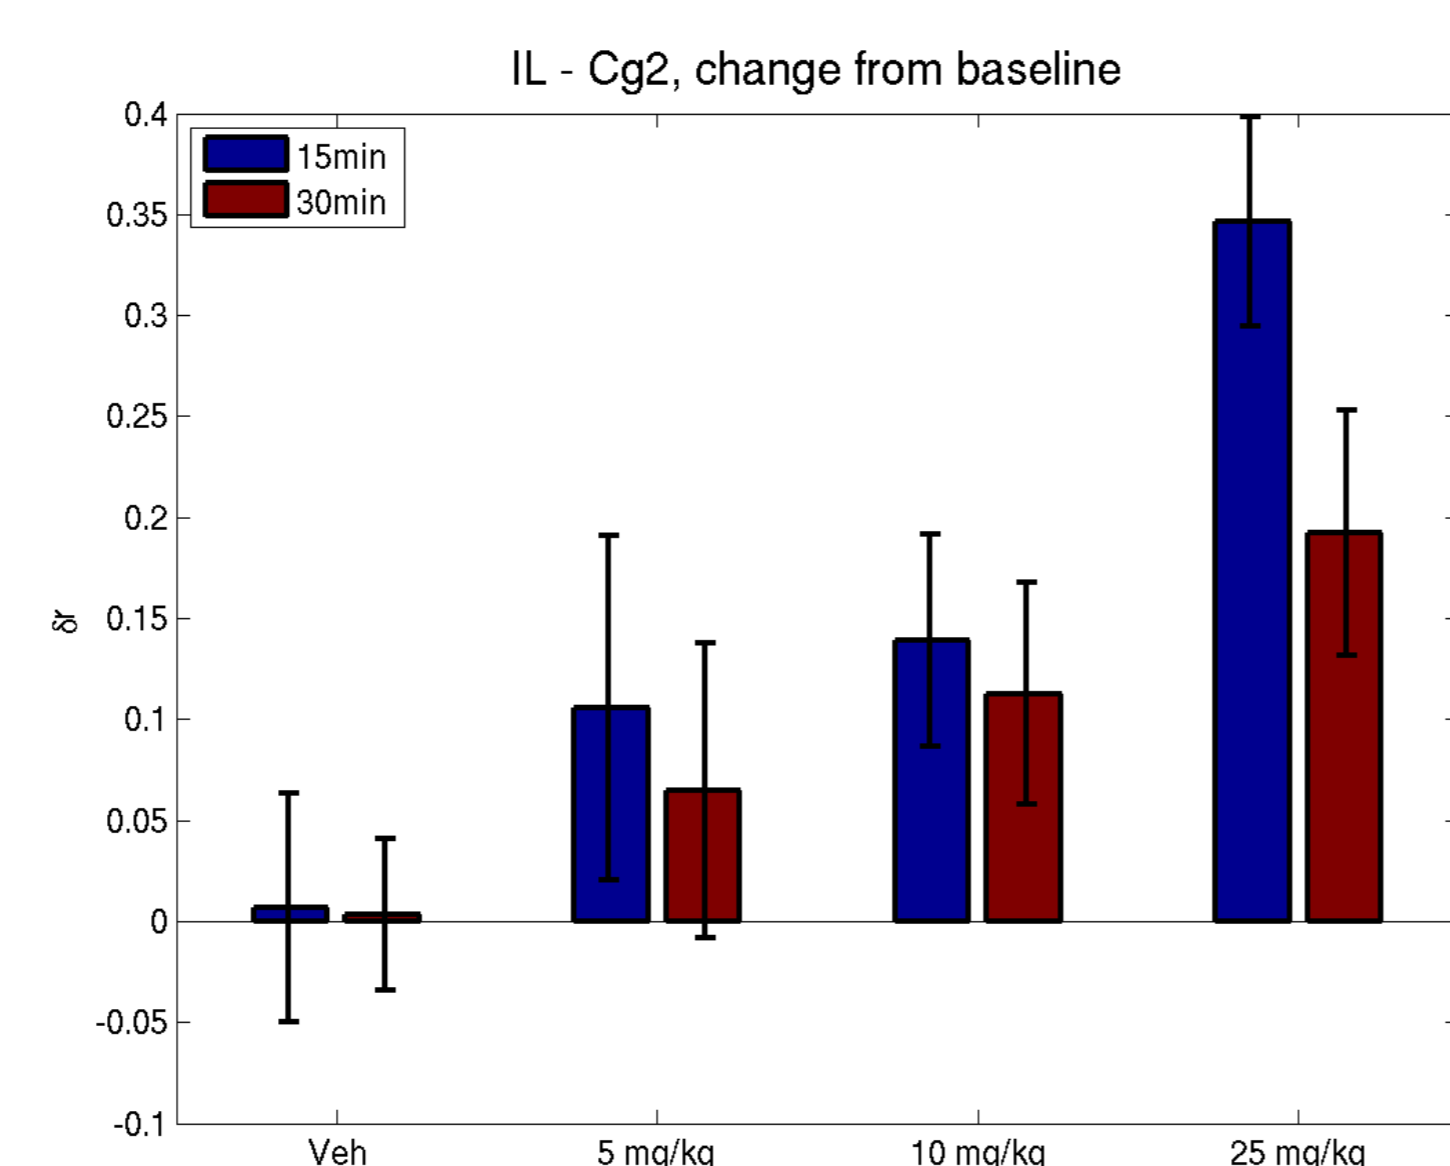 IL - Cg2, change from baseline
0.4
15min
30min
0.35
0.3
0.25
0.2
0.15
δr
0.1
0.05
0
-0.05
-0.1
Veh
5 mg/kg
10 mg/kg
25 mg/kg